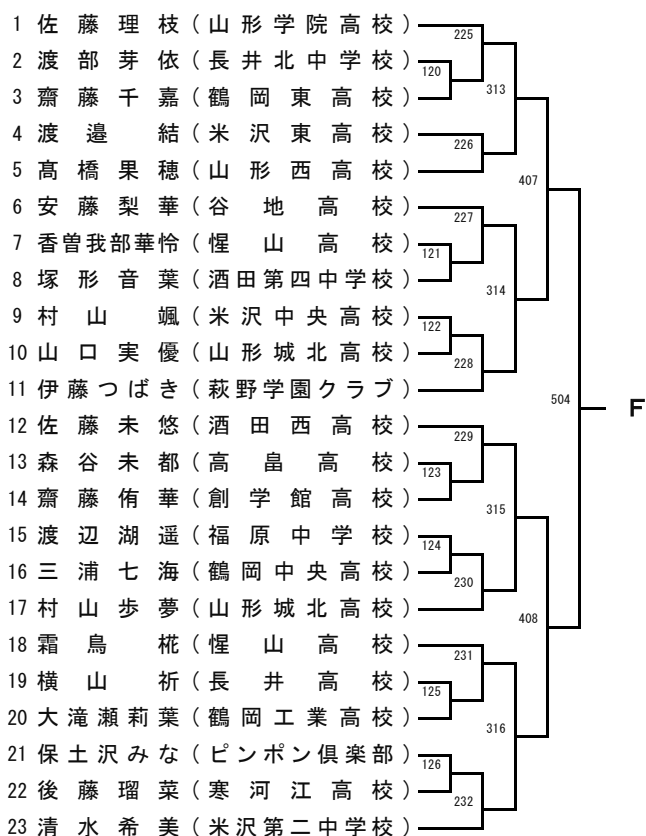 1 佐藤理枝(山形学院高校)
225
2 渡部芽依(長井北中学校)
120
3 齋藤千嘉(鶴岡東高校)
313
4 渡邉結(米沢東高校)
226
5 髙橋果穂(山形西高校)
407
6 安藤梨華(谷地高校)
227
7 香曽我部華怜(惺山高校)
121
8 塚形音葉(酒田第四中学校)
314
9 村山颯(米沢中央高校)
122
10 山口実優(山形城北高校)
228
11 伊藤つばき(萩野学園クラブ)
504
F
12 佐藤未悠(酒田西高校)
229
13 森谷未都(高畠高校)
123
14 齋藤侑華(創学館高校)
315
15 渡辺湖遥(福原中学校)
124
16 三浦七海(鶴岡中央高校)
230
17 村山歩夢(山形城北高校)
408
18 霜鳥椛(惺山高校)
231
19 横山祈(長井高校)
125
20 大滝瀬莉葉(鶴岡工業高校)
316
21 保土沢みな(ピンポン倶楽部)
126
22 後藤瑠菜(寒河江高校)
232
23 清水希美(米沢第二中学校)